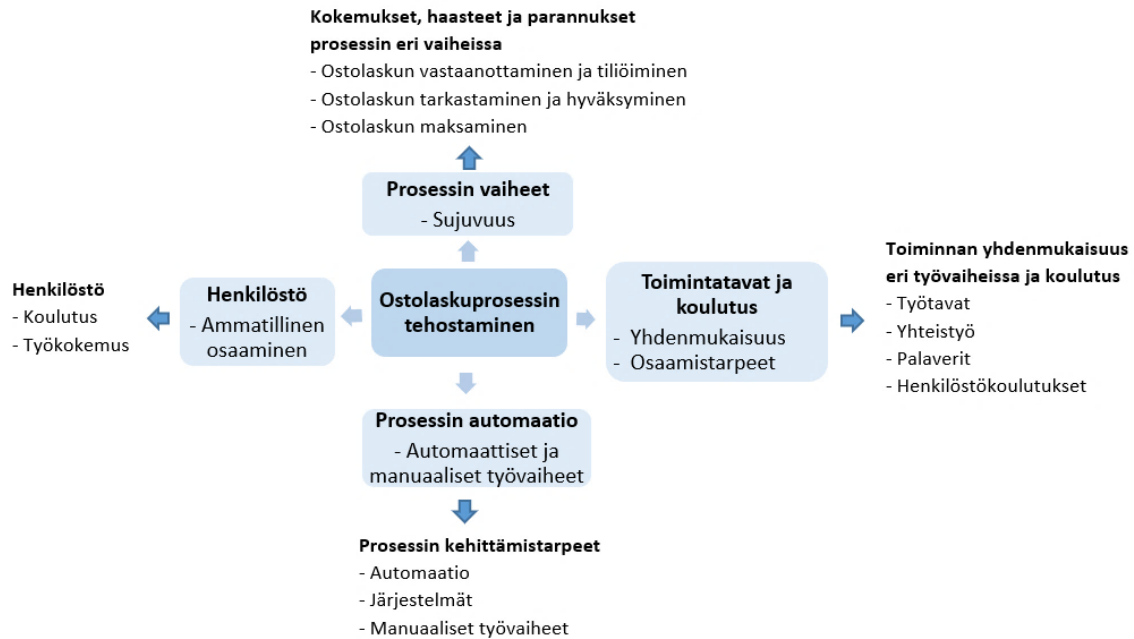 Kokemukset, haasteet ja parannukset
prosessin eri vaiheissa
- Ostolaskun vastaanottaminen ja tiliöiminen
- Ostolaskun tarkastaminen ja hyväksyminen
- Ostolaskun maksaminen
Prosessin vaiheet
- Sujuvuus
Henkilöstö
- Koulutus
- Työkokemus
Henkilöstö
- Ammatillinen
osaaminen
Ostolaskuprosessin
tehostaminen
Toimintatavat ja
koulutus
- Yhdenmukaisuus
- Osaamistarpeet
Toiminnan yhdenmukaisuus
eri työvaiheissa ja koulutus
- Työtavat
- Yhteistyö
- Palaverit
- Henkilöstökoulutukset
Prosessin automaatio
- Automaattiset ja
manuaaliset työvaiheet
Prosessin kehittämistarpeet
- Automaatio
- Järjestelmät
- Manuaaliset työvaiheet